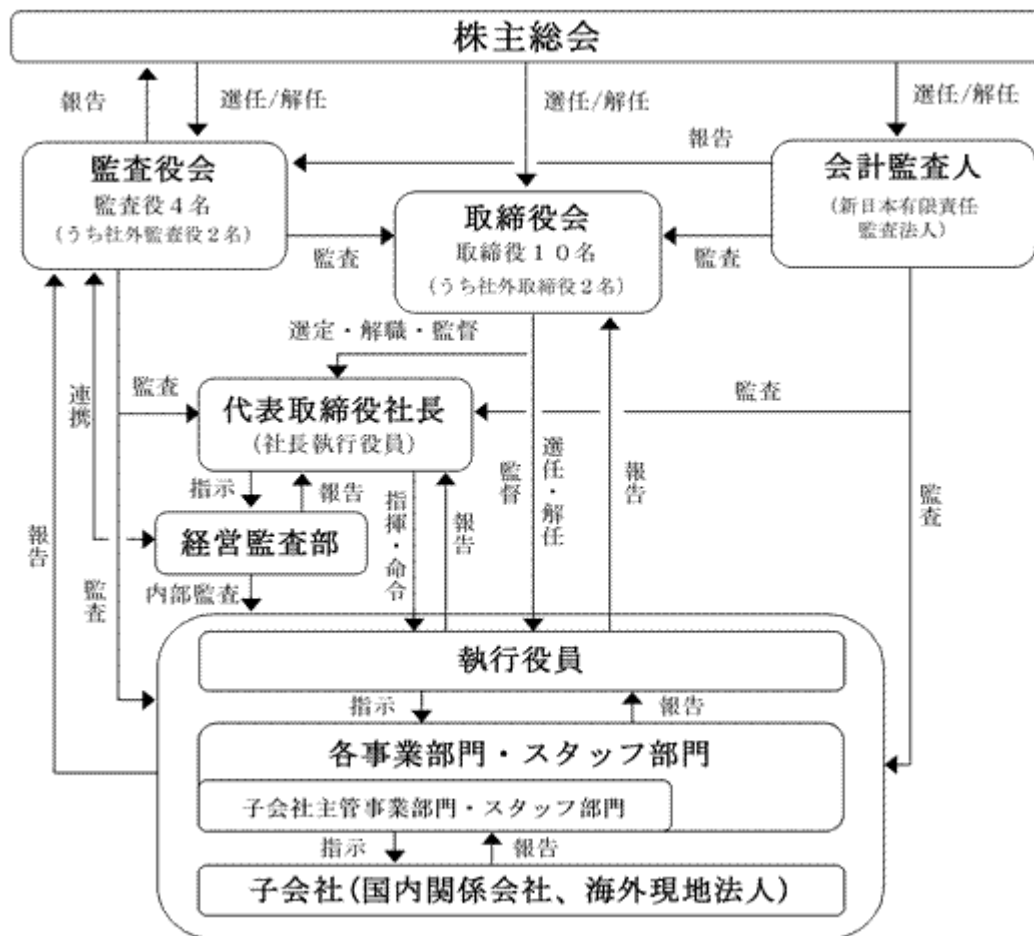 株主総会
報告
選任/解任
選任/解任
選任/解任
監査役会
監査役4名
(うち社外監査役2名)
報告
会計監査人
(新日本有限責任
監査法人)
取締役会
取締役10名
(うち社外取締役2名)
監査
監査
選定・解職・監督
連携
監査
代表取締役社長
(社長執行役員)
監査
指示
報告
経営監査部
内部監査
指揮・命令
報告
監督
選任・解任
報告
監査
報告
監査
執行役員
指示
報告
各事業部門・スタッフ部門
子会社主管事業部門・スタッフ部門
指示
報告
子会社(国内関係会社、海外現地法人)